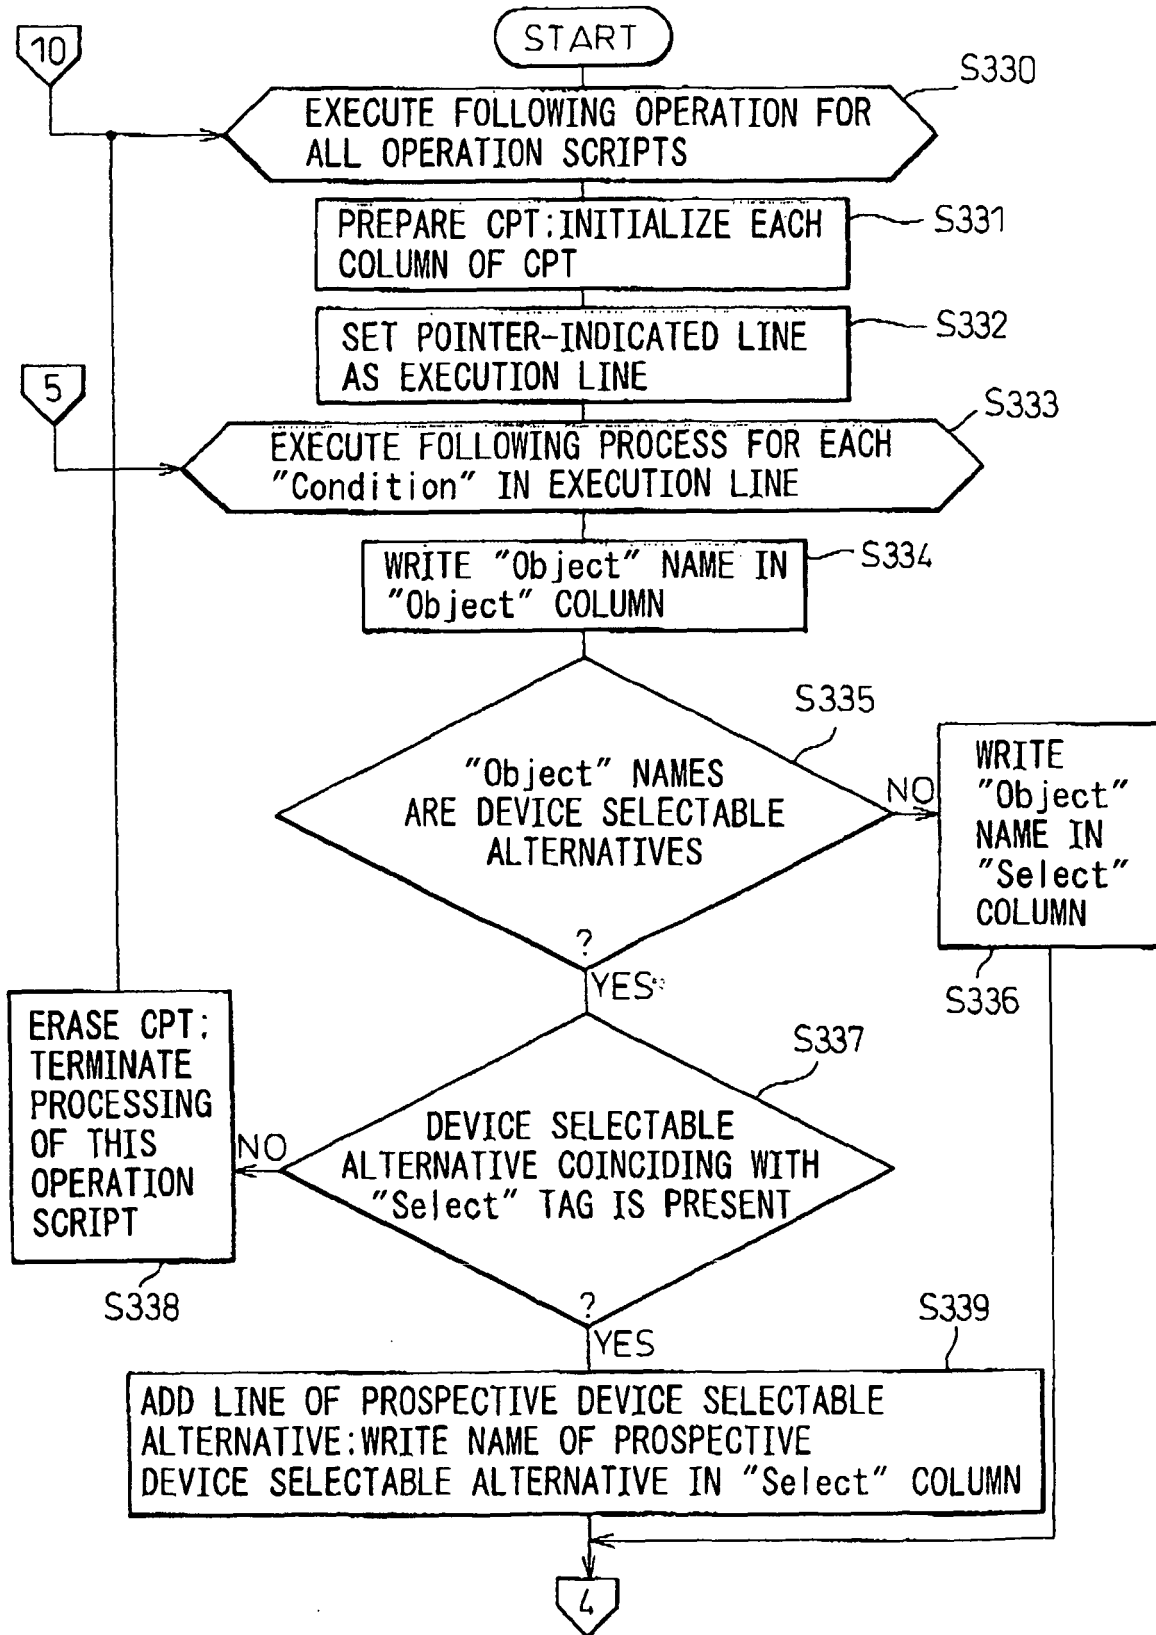 10
START
S330
EXECUTE FOLLOWING OPERATION FOR
ALL OPERATION SCRIPTS
PREPARE CPT:INITIALIZE EACH
COLUMN OF CPT
S331
SET POINTER-INDICATED LINE
AS EXECUTION LINE
S332
5
S333
EXECUTE FOLLOWING PROCESS FOR EACH
"Condition" IN EXECUTION LINE
WRITE "Object" NAME IN
"Object" COLUMN
S334
S335
"Object" NAMES
ARE DEVICE SELECTABLE
ALTERNATIVES
?
NO
WRITE
"Object"
NAME IN
"Select"
COLUMN
S336
YES
S337
DEVICE SELECTABLE
ALTERNATIVE COINCIDING WITH
"Select" TAG IS PRESENT
?
NO
ERASE CPT:
TERMINATE
PROCESSING
OF THIS
OPERATION
SCRIPT
S338
YES
S339
ADD LINE OF PROSPECTIVE DEVICE SELECTABLE
ALTERNATIVE:WRITE NAME OF PROSPECTIVE
DEVICE SELECTABLE ALTERNATIVE IN "Select" COLUMN
4